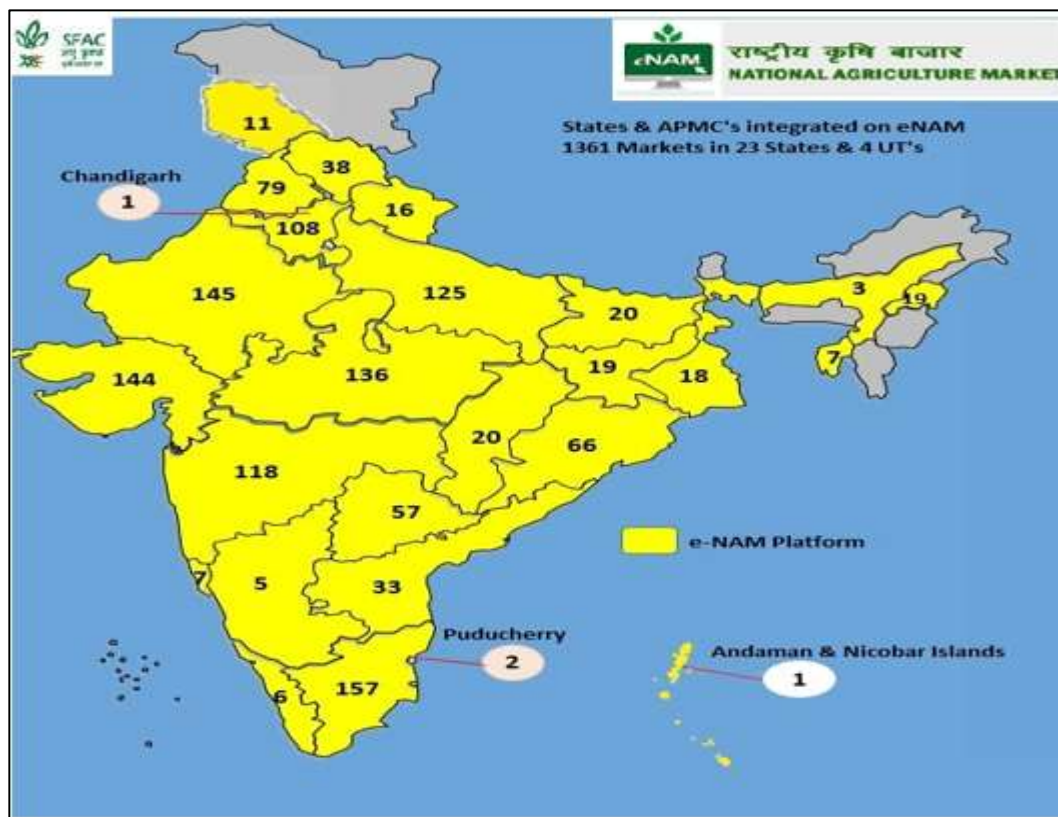 SFAC
eNAM
राष्ट्रीय कृषि बाजार
NATIONAL AGRICULTURE MARKET
States & APMC's integrated on eNAM
1361 Markets in 23 States & 4 UT's
11
38
79
Chandigarh
1
16
108
145
125
3
19
20
7
144
136
19
18
20
66
118
57
e-NAM Platform
7
5
33
Puducherry
2
Andaman & Nicobar Islands
1
6
157